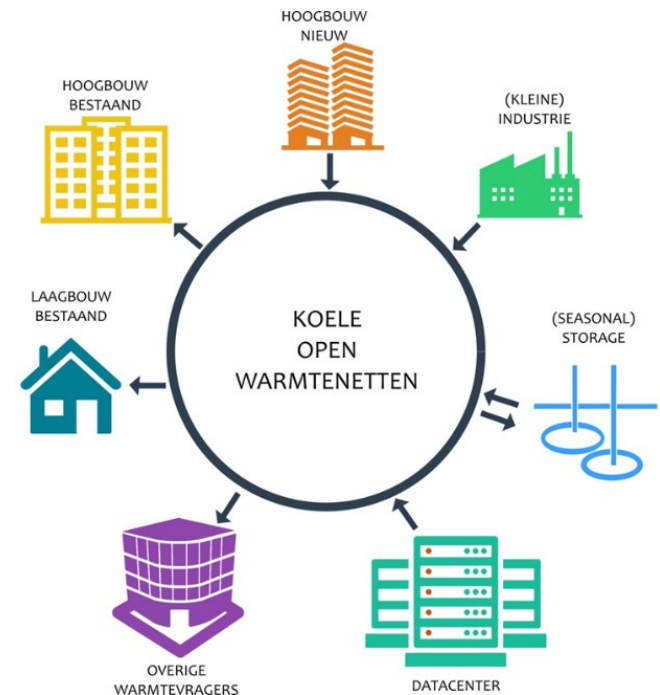 HOOGBOUW
NIEUW
HOOGBOUW
BESTAAND
(KLEINE)
INDUSTRIE
LAAGBOUW
BESTAAND
KOELE
OPEN
WARMTENETTEN
(SEASONAL)
STORAGE
OVERIGE
WARMTEVRAGERS
DATACENTER